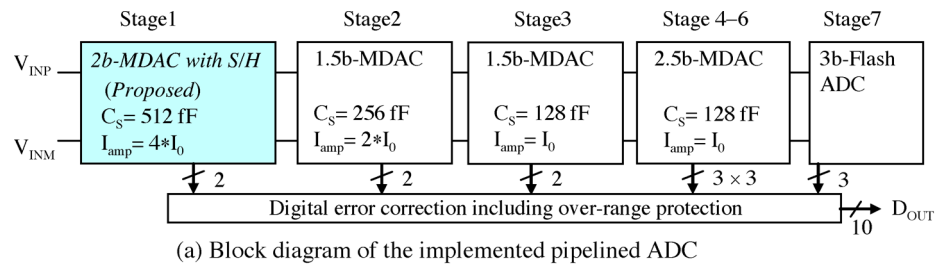 Stage1 Stage2 Stage3 Stage 4–6 Stage7
V_INP
V_INM
2b-MDAC with S/H
(Proposed)
C_S= 512 fF
I_amp= 4*I_0
1.5b-MDAC
C_S= 256 fF
I_amp= 2*I_0
1.5b-MDAC
C_S= 128 fF
I_amp= I_0
2.5b-MDAC
C_S= 128 fF
I_amp= I_0
3b-Flash
ADC
2 2 2 3 × 3 3
Digital error correction including over-range protection
10
D_OUT
(a) Block diagram of the implemented pipelined ADC